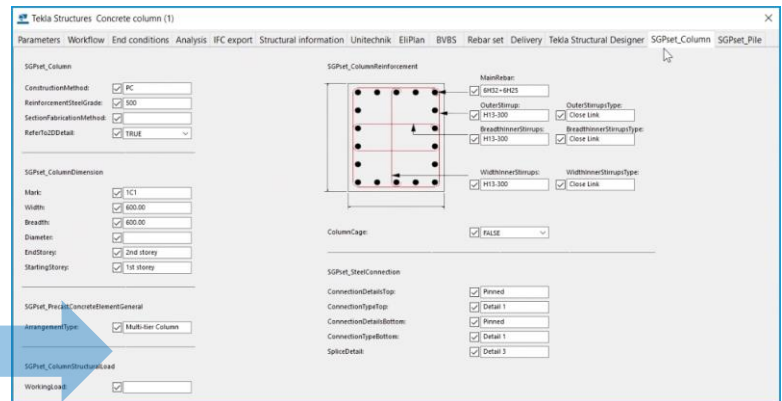 Tekla Structures Concrete column (1)
Parameters Workflow End conditions Analysis IFC export Structural information Unitechnik EliPlan BVBS Rebar set Delivery Tekla Structural Designer SGPset_Column SGPset_Pile
SGPset_Column
ConstructionMethod: PC
ReinforcementSteelGrade: 500
SectionFabricationMethod:
ReferTo2DDetail: TRUE
SGPset_ColumnDimension
Mark: 1C1
Width: 600.00
Breadth: 600.00
Diameter:
EndStorey: 2nd storey
StartingStorey: 1st storey
SGPset_PrecastConcreteElementGeneral
ArrangementType: Multi-tier Column
SGPset_ColumnStructuralLoad
WorkingLoad:
SGPset_ColumnReinforcement
MainRebar:
6H32+6H25
OuterStirrup: OuterStirrupsType:
H13-300 Close Link
BreadthInnerStirrups: BreadthInnerStirrupsType:
H13-300 Close Link
WidthInnerStirrups: WidthInnerStirrupsType:
H13-300 Close Link
ColumnCage: FALSE
SGPset_SteelConnection
ConnectionDetailsTop: Pinned
ConnectionTypeTop: Detail 1
ConnectionDetailsBottom: Pinned
ConnectionTypeBottom: Detail 1
SpliceDetail: Detail 3